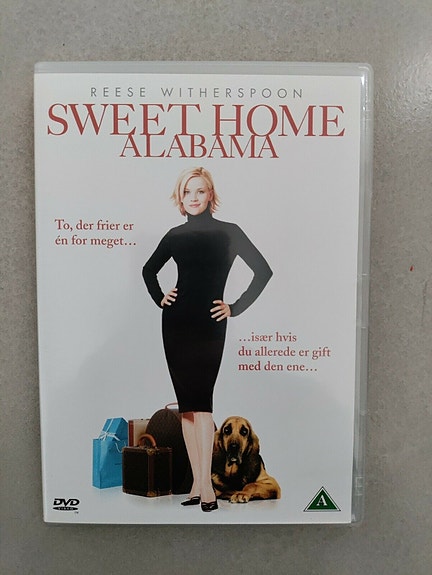 REESE WITHERSPOON
SWEET HOME
ALABAMA
To, der frier er
én for meget...
...især hvis
du allerede er gift
med den ene...
DVD
VIDEO
A